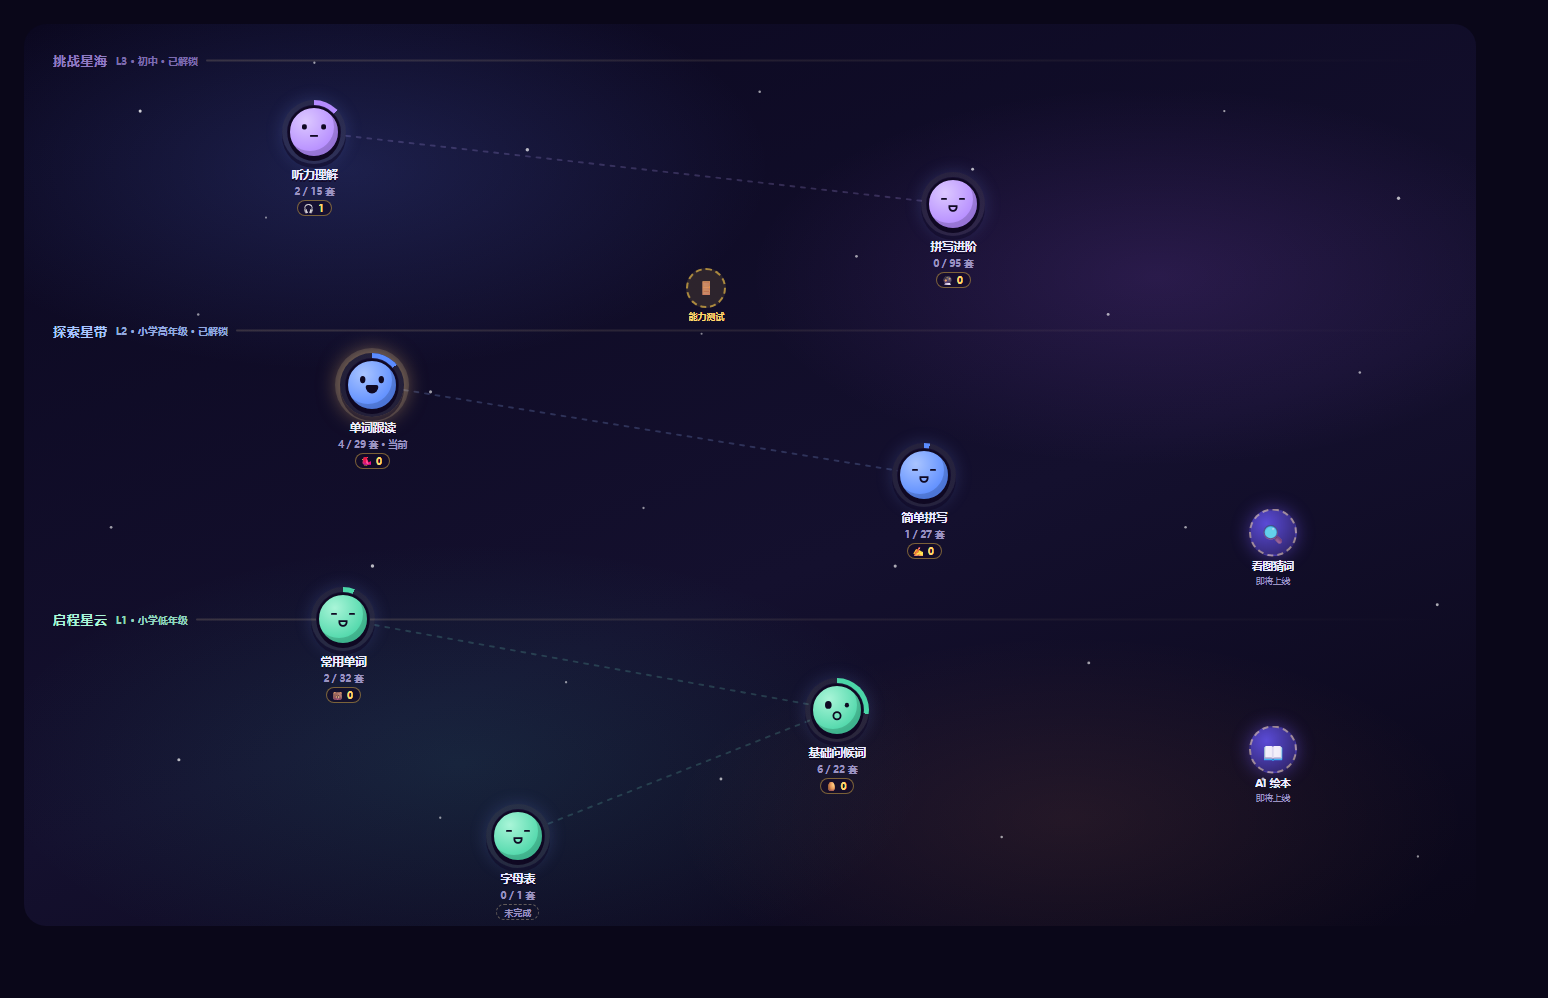 挑战星海 L3 • 初中 • 已解锁
听力理解
2 / 15 套
1
拼写进阶
0 / 95 套
0
能力测试
探索星带 L2 • 小学高年级 • 已解锁
单词跟读
4 / 29 套 • 当前
0
简单拼写
1 / 27 套
0
看图猜词
即将上线
启程星云 L1 • 小学低年级
常用单词
2 / 32 套
0
基础问候词
6 / 22 套
0
AI 绘本
即将上线
字母表
0 / 1 套
未完成